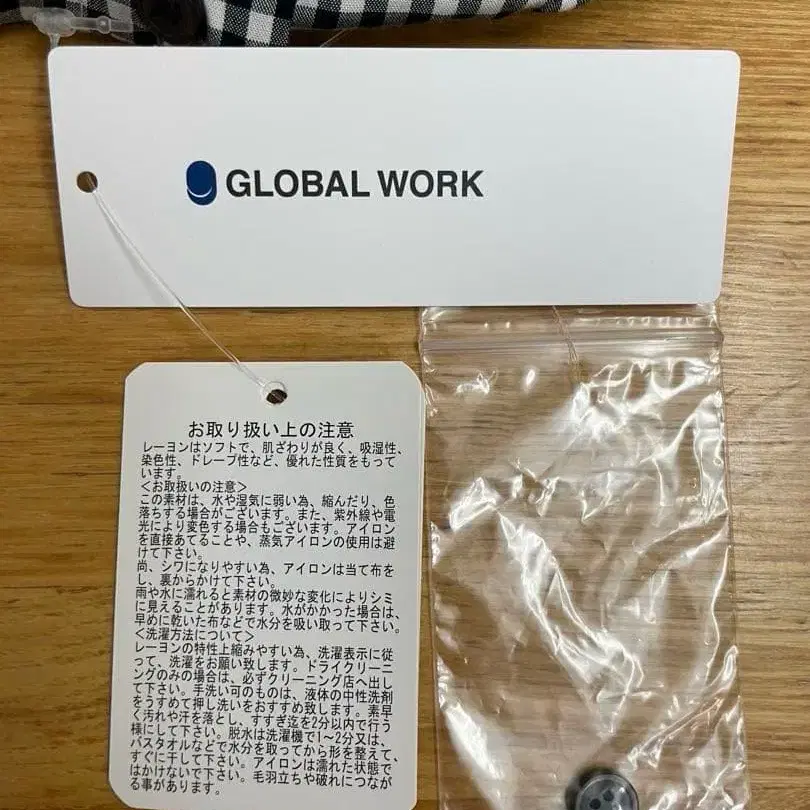 GLOBAL WORK
お取り扱い上の注意
レーヨンはソフトで、肌ざわりが良く、吸湿性、
染色性、ドレープ性など、優れた性質をもって
います。
<お取扱いの注意>
この素材は、水や湿気に弱い為、縮んだり、色
落ちする場合がございます。また、紫外線や電
光により変色する場合もございます。アイロン
を直接あてることや、蒸気アイロンの使用は避
けて下さい。
尚、シワになりやすい為、アイロンは当て布を
し、裏からかけて下さい。
雨や水に濡れると素材の微妙な変化によりシミ
に見えることがあります。水がかかった場合は、
早めに乾いた布などで水分を吸い取って下さい。
<洗濯方法について>
レーヨンの特性上縮みやすい為、洗濯表示に従
って、洗濯をお願い致します。ドライクリーニ
ングのみの場合は、必ずクリーニング店へ出し
て下さい。手洗い可のものは、液体の中性洗剤
をうすめて押し洗いをおすすめ致します。素早
く汚れや汗を落とし、すすぎ迄を2分以内で行う
様にして下さい。脱水は洗濯機で1~2分又は、
バスタオルなどで水分を取ってから形を整えて、
すぐに干して下さい。アイロンは濡れた状態で
はかけないで下さい。毛羽立ちや破れにつなが
る事があります。